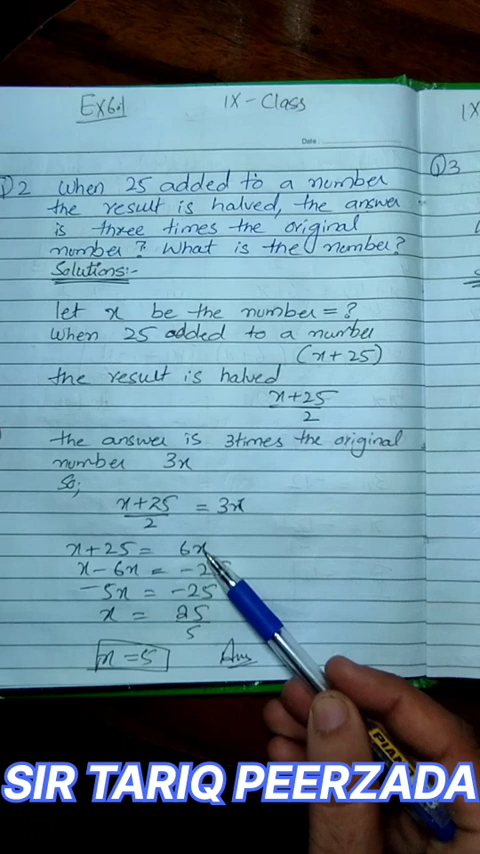 Ex 6.1 IX - Class
Date :
Q2 When 25 added to a number
the result is halved, the answer
is three times the original
number? What is the number?
Solutions:-
let x be the number = ?
When 25 added to a number
(x + 25)
the result is halved
x+25
2
the answer is 3times the original
number 3x
So;
x+25 = 3x
2
x+25 = 6x
x - 6x = -25
-5x = -25
x = 25
5
x = 5 Ans
IX
Q3
PIANO
SIR TARIQ PEERZADA